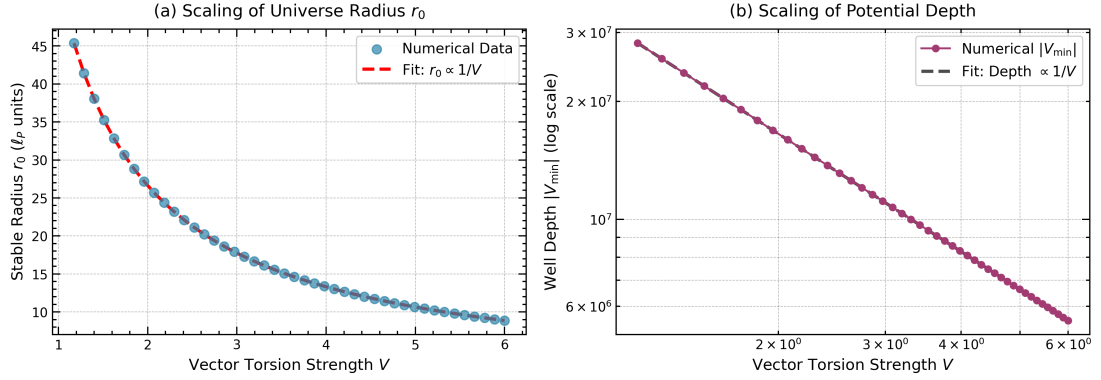 (a) Scaling of Universe Radius r₀
Stable Radius r₀ (ℓ_P units)
45
40
35
30
25
20
15
10
1 2 3 4 5 6
Vector Torsion Strength V
Numerical Data
Fit: r₀ ∝ 1/V
(b) Scaling of Potential Depth
Well Depth |V_min| (log scale)
3 × 10⁷
2 × 10⁷
10⁷
6 × 10⁶
2 × 10⁰ 3 × 10⁰ 4 × 10⁰ 6 × 10⁰
Vector Torsion Strength V
Numerical |V_min|
Fit: Depth ∝ 1/V